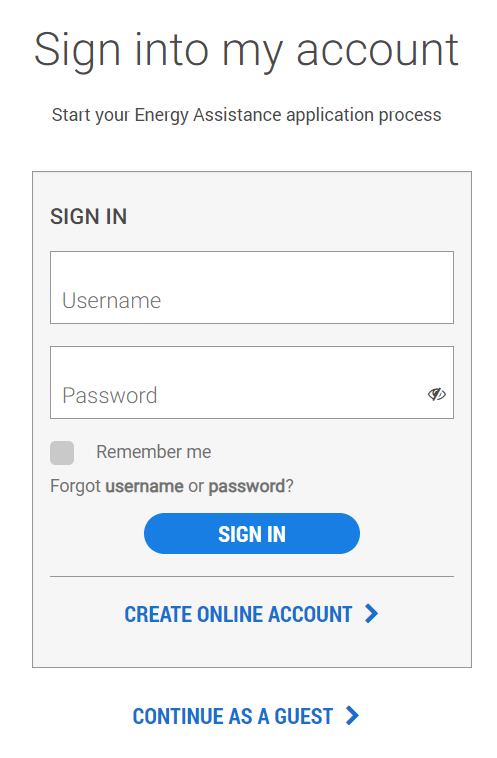 Sign into my account
Start your Energy Assistance application process
SIGN IN
Username
Password
Remember me
Forgot username or password?
SIGN IN
CREATE ONLINE ACCOUNT
CONTINUE AS A GUEST